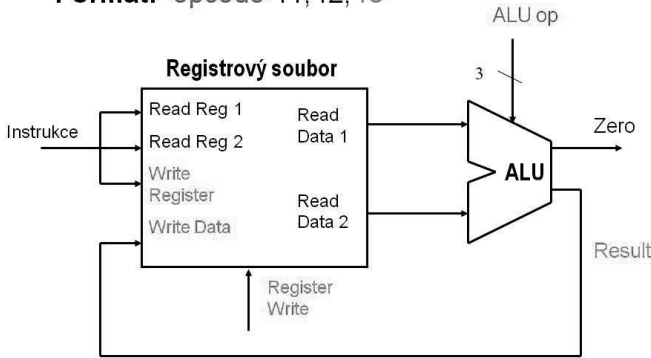 ALU op
Registrový soubor
3
Read Reg 1
Read
Data 1
Instrukce
Read Reg 2
Zero
Write
Register
ALU
Write Data
Read
Data 2
Result
Register
Write